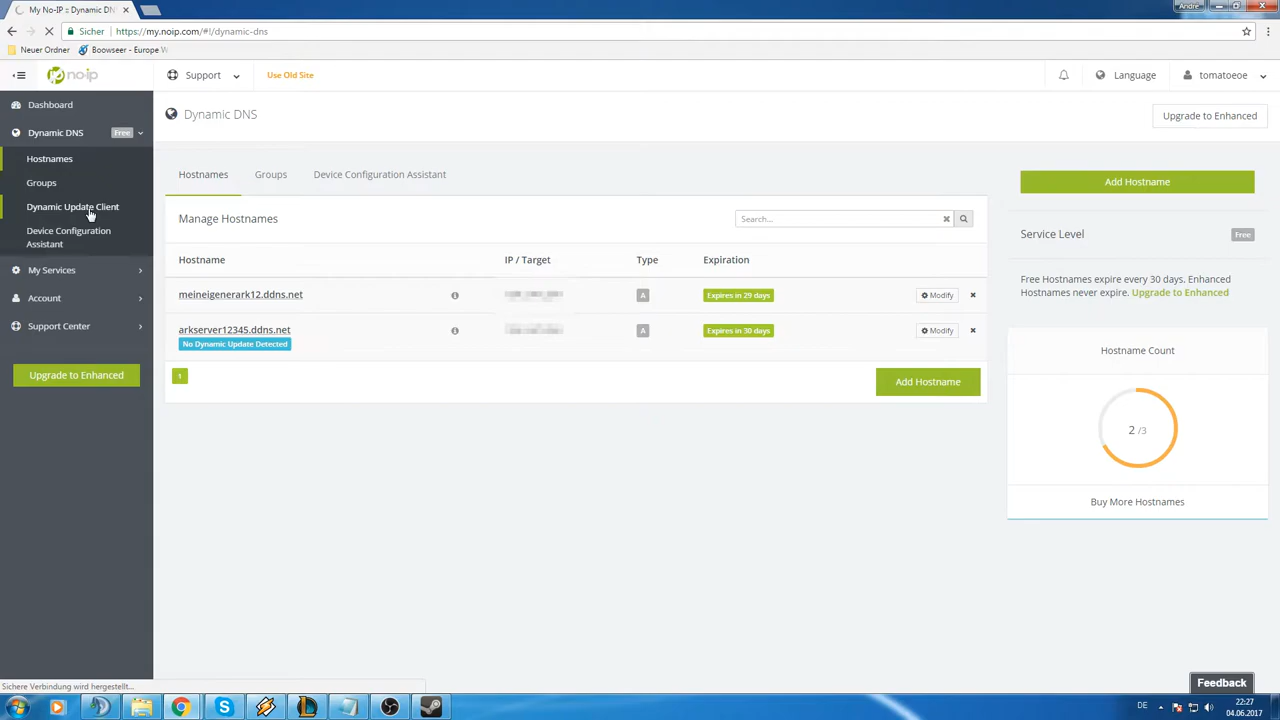 My No-IP :: Dynamic DNS
Andre
Sicher
https://my.noip.com/#!/dynamic-dns
Neuer Ordner
Bowseer - Europe W
no-ip
Support
Use Old Site
Language
tomatoeoe
Dashboard
Dynamic DNS
Free
Hostnames
Groups
Dynamic Update Client
Device Configuration
Assistant
My Services
Account
Support Center
Upgrade to Enhanced
Dynamic DNS
Upgrade to Enhanced
Hostnames
Groups
Device Configuration Assistant
Manage Hostnames
Search...
Hostname
IP / Target
Type
Expiration
meineigenerark12.ddns.net
A
Expires in 29 days
Modify
arkserver12345.ddns.net
A
Expires in 30 days
Modify
No Dynamic Update Detected
1
Add Hostname
Add Hostname
Service Level
Free
Free Hostnames expire every 30 days. Enhanced
Hostnames never expire. Upgrade to Enhanced
Hostname Count
2 /3
Buy More Hostnames
Feedback
Sichere Verbindung wird hergestellt...
DE
22:27
04.06.2017